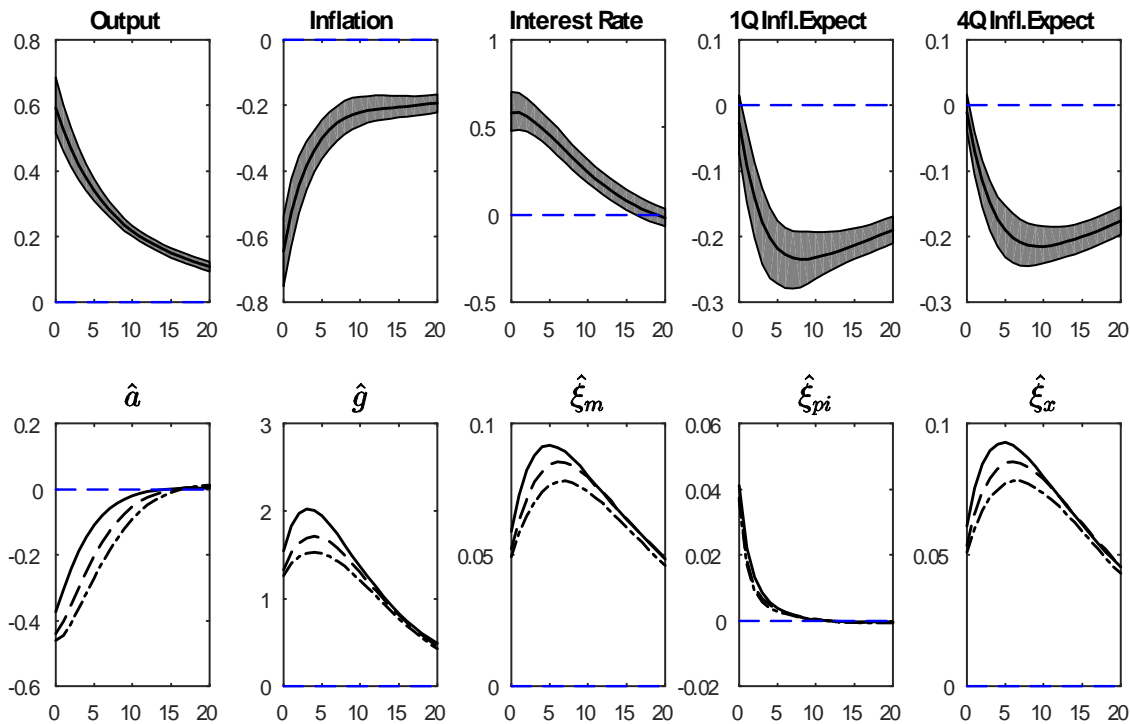 Output Inflation Interest Rate 1Q Infl.Expect 4Q Infl.Expect
0.8 0 1 0.1 0.1
0.6 -0.2 0.5 0 0
0.4 -0.4 0 -0.1 -0.1
0.2 -0.6 -0.5 -0.2 -0.2
0 -0.8 -0.3 -0.3
0 5 10 15 20 0 5 10 15 20 0 5 10 15 20 0 5 10 15 20 0 5 10 15 20
â ĝ ξ̂_m ξ̂_pi ξ̂_x
0.2 3 0.1 0.06 0.1
0 2 0.05 0.04 0.05
-0.2 1 0 0.02 0
-0.4 0 0
-0.6 -0.02
0 5 10 15 20 0 5 10 15 20 0 5 10 15 20 0 5 10 15 20 0 5 10 15 20